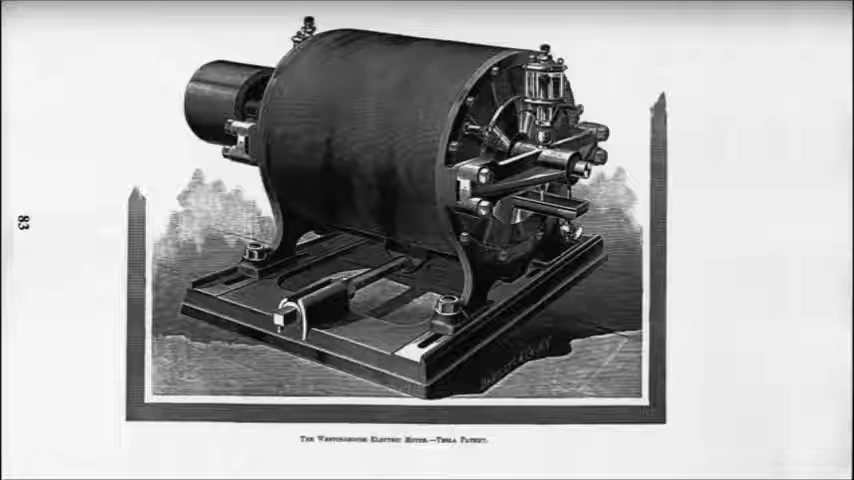 83
THE WESTINGHOUSE ELECTRIC MOTOR.—TESLA PATENT.